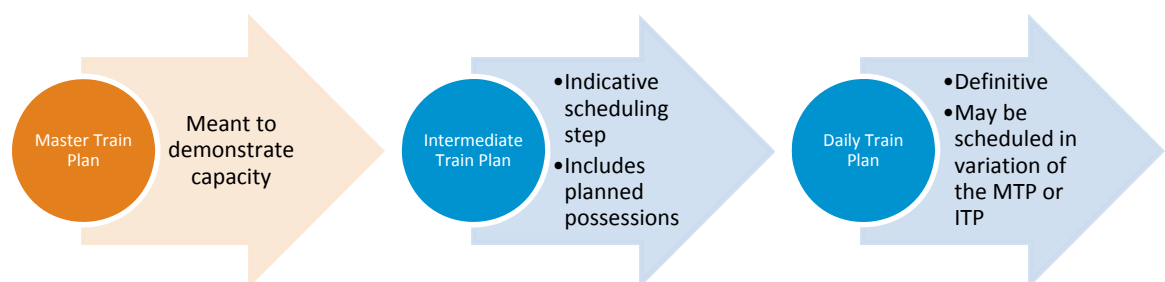 Master Train
Plan
Meant to
demonstrate
capacity
Intermediate
Train Plan
•Indicative
scheduling
step
•Includes
planned
possessions
Daily Train
Plan
•Definitive
•May be
scheduled in
variation of
the MTP or
ITP